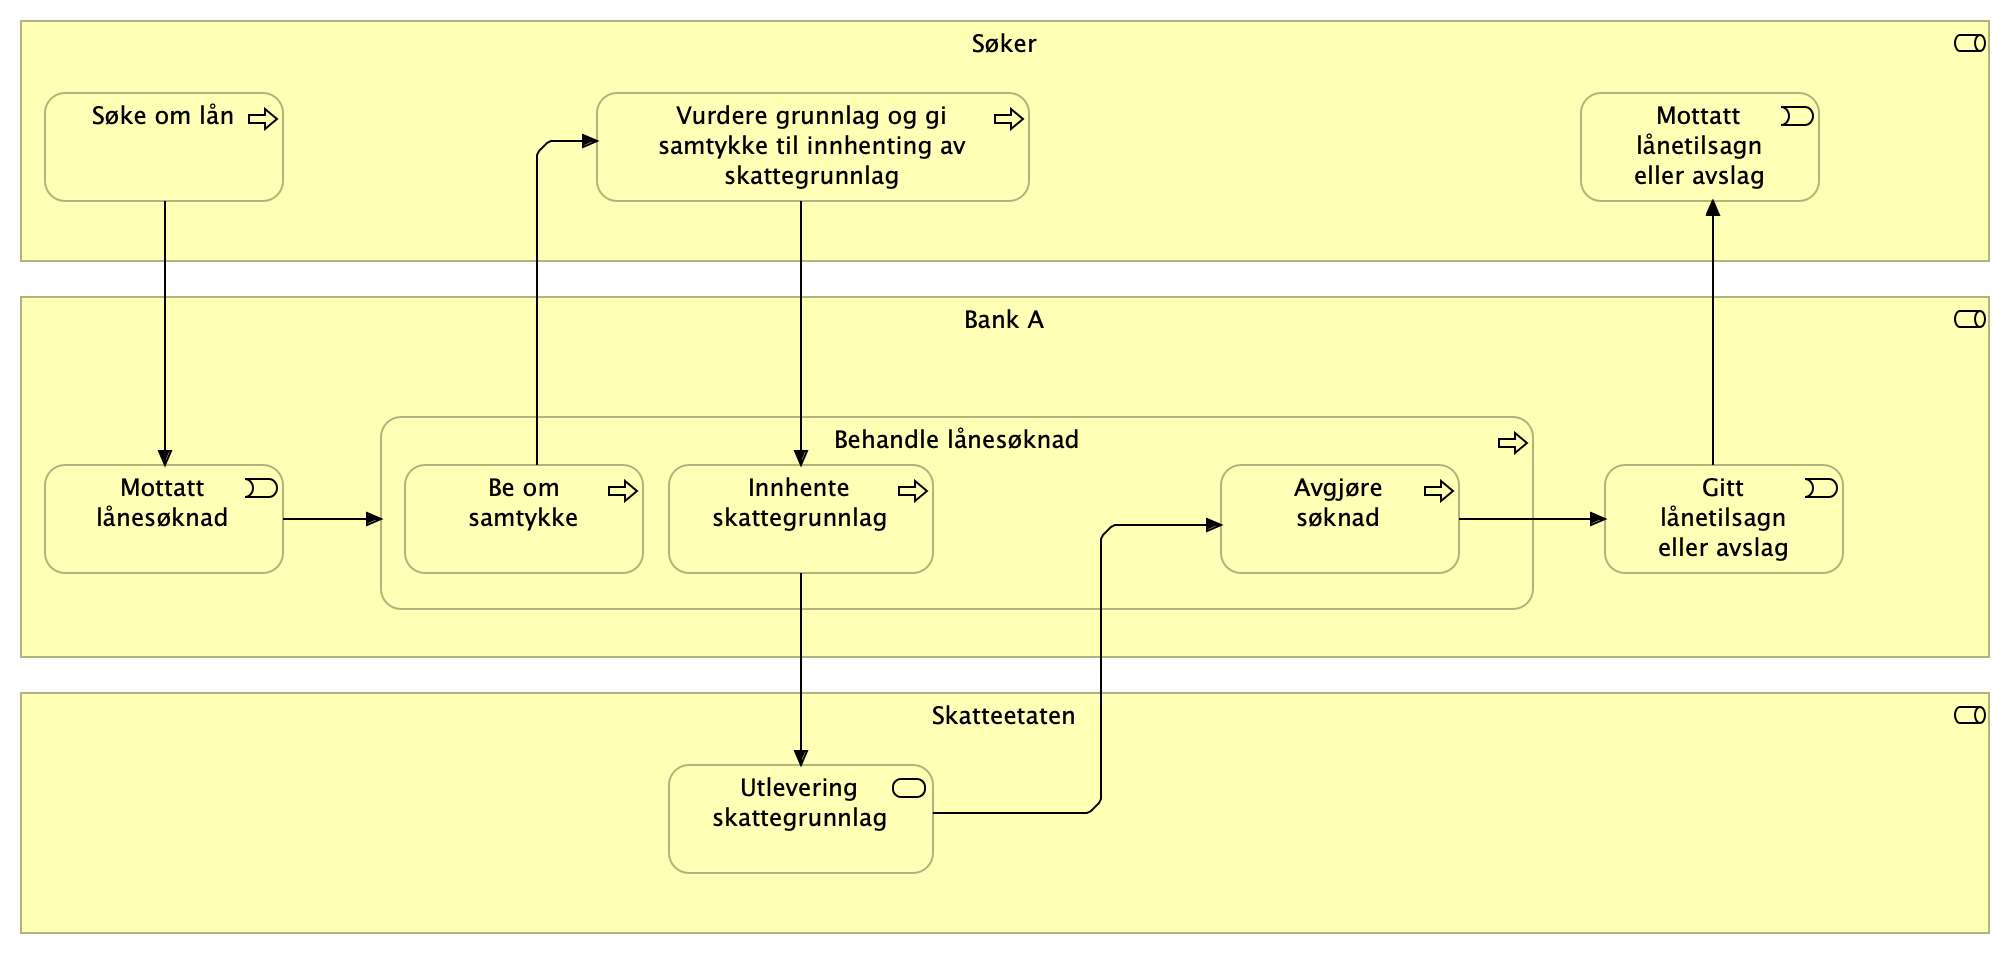 Søker
Søke om lån
Vurdere grunnlag og gi
samtykke til innhenting av
skattegrunnlag
Mottatt
lånetilsagn
eller avslag
Bank A
Behandle lånesøknad
Mottatt
lånesøknad
Be om
samtykke
Innhente
skattegrunnlag
Avgjøre
søknad
Gitt
lånetilsagn
eller avslag
Skatteetaten
Utlevering
skattegrunnlag